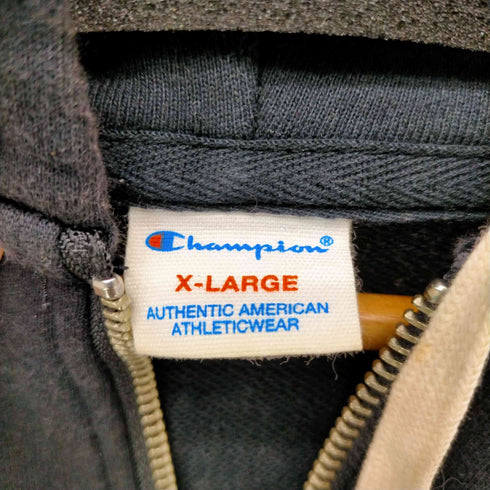 Champion®
X-LARGE
AUTHENTIC AMERICAN
ATHLETICWEAR